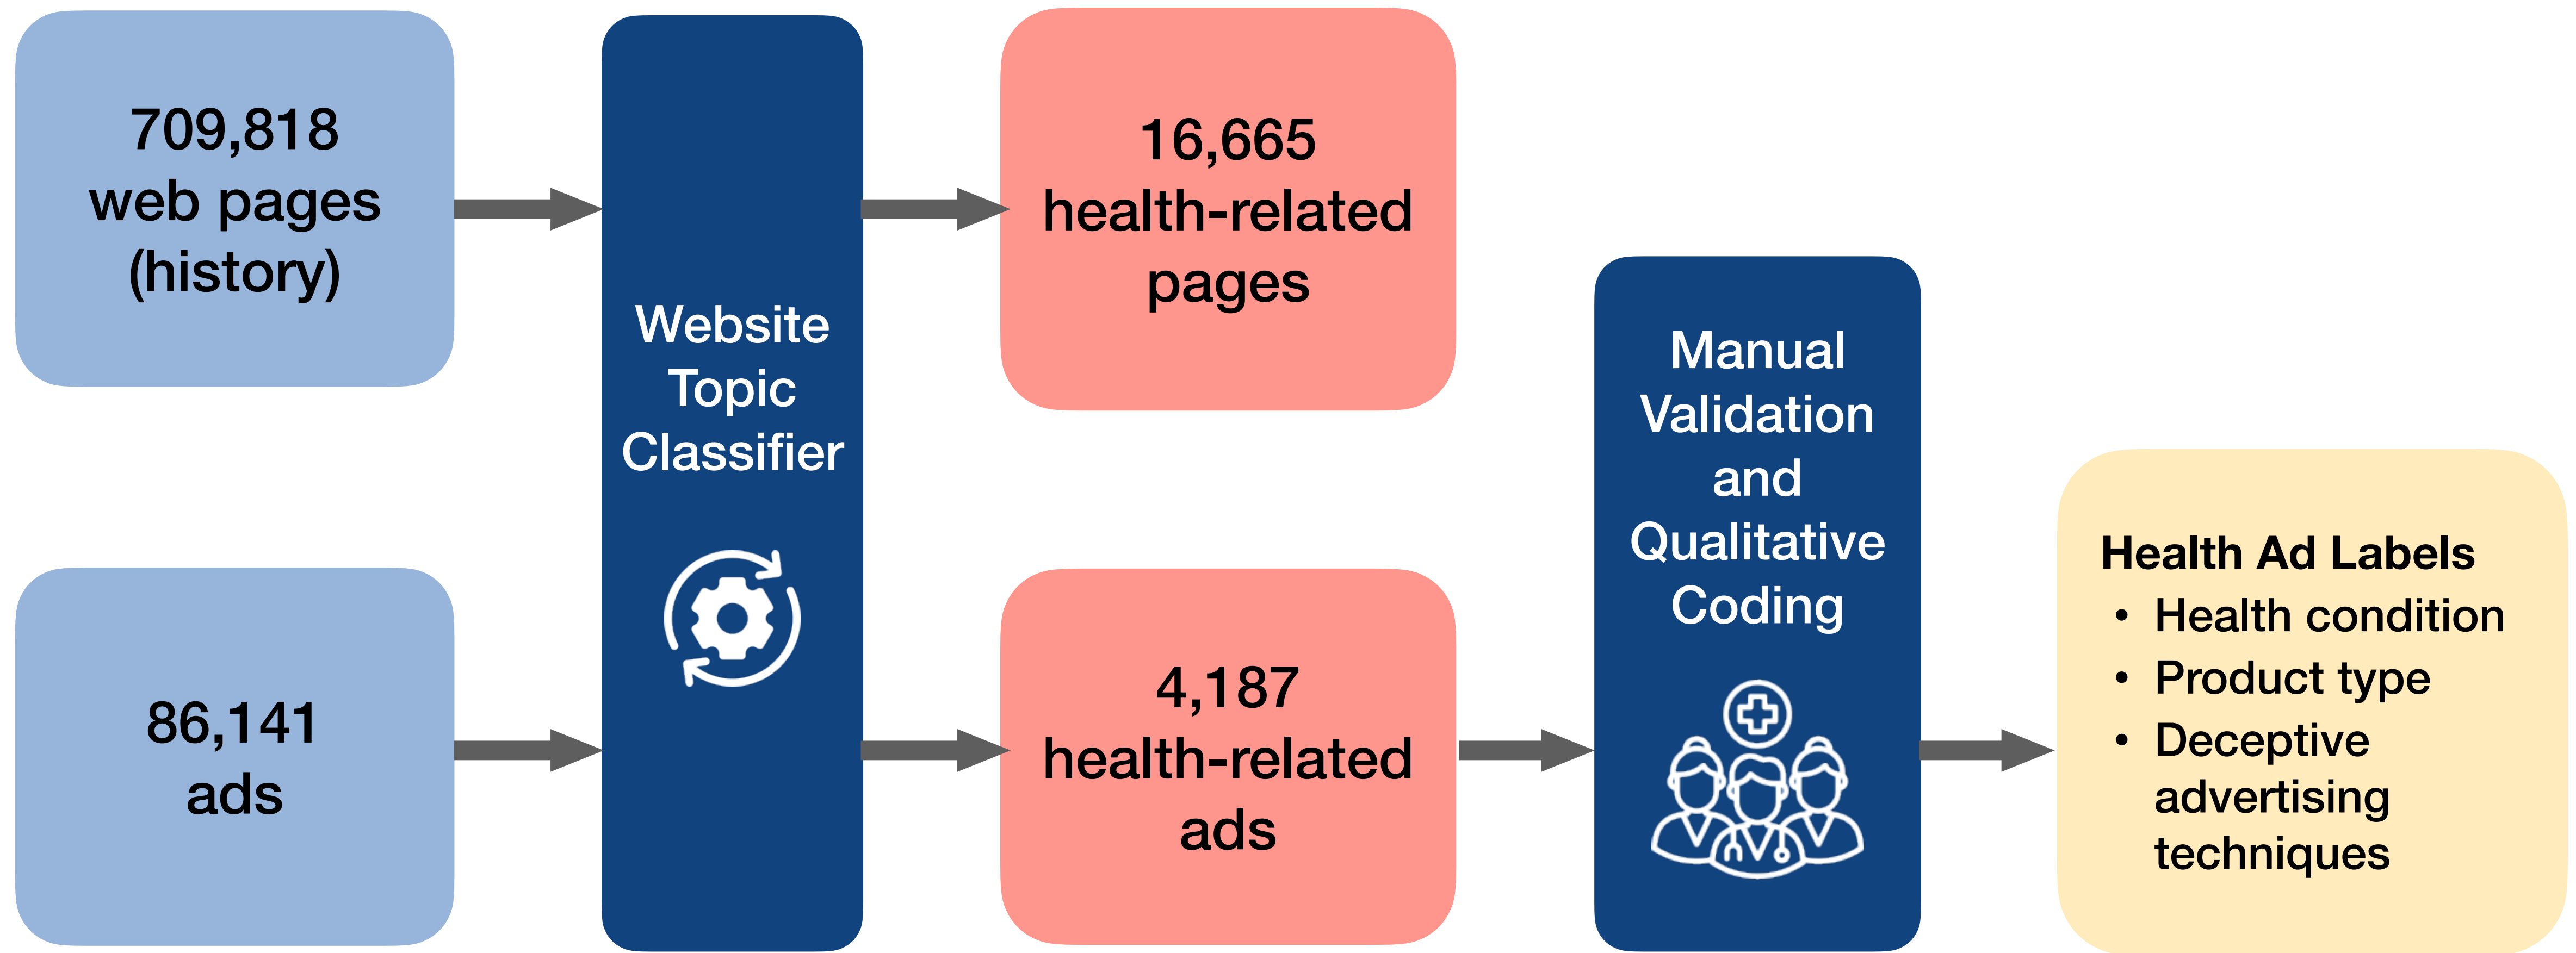 709,818
web pages
(history)
86,141
ads
Website
Topic
Classifier
16,665
health-related
pages
4,187
health-related
ads
Manual
Validation
and
Qualitative
Coding
Health Ad Labels
• Health condition
• Product type
• Deceptive
advertising
techniques